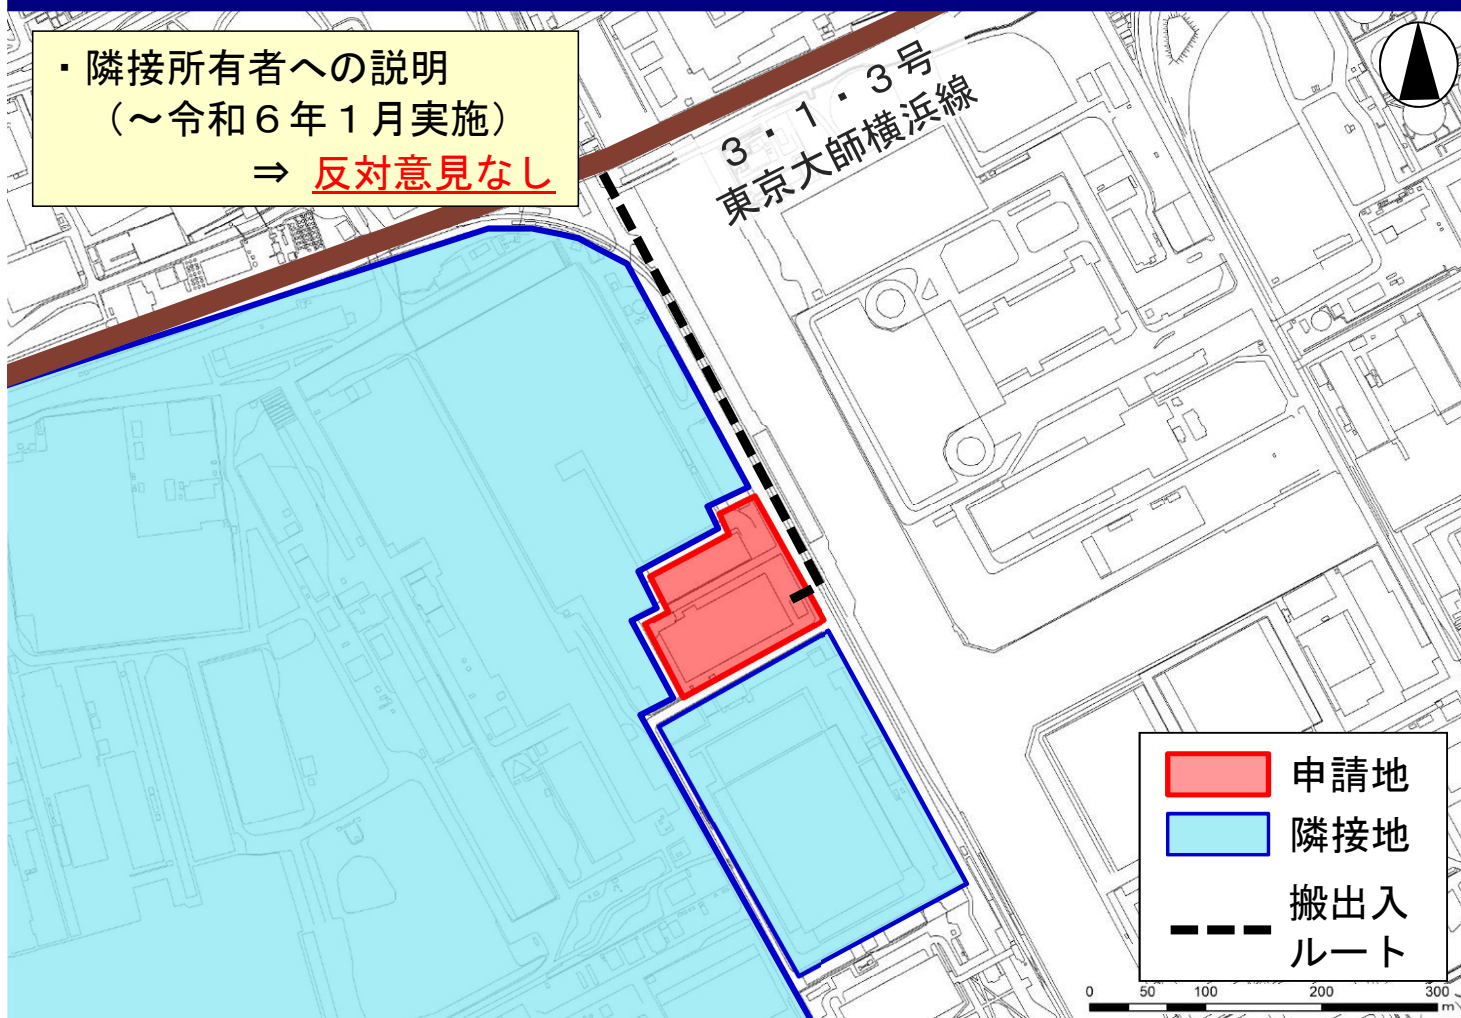 ・隣接所有者への説明
（～令和６年１月実施）
⇒ 反対意見なし
３・１・３号
東京大師横浜線
申請地
隣接地
搬出入
ルート
0 50 100 200 300
m